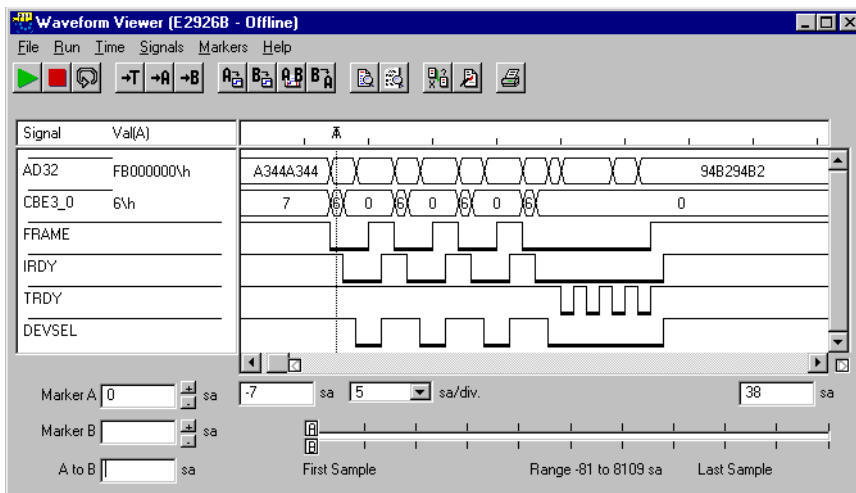 Waveform Viewer (E2926B - Offline)
File Run Time Signals Markers Help
→T →A →B A B A,B B A
Signal Val(A)
AD32 FB000000\h A344A344 94B294B2
CBE3_0 6\h 7 6 0 6 0 6 0 6 0
FRAME
IRDY
TRDY
DEVSEL
Marker A 0 + - sa -7 sa 5 sa/div. 38 sa
Marker B + - sa A
B
A to B sa First Sample Range -81 to 8109 sa Last Sample